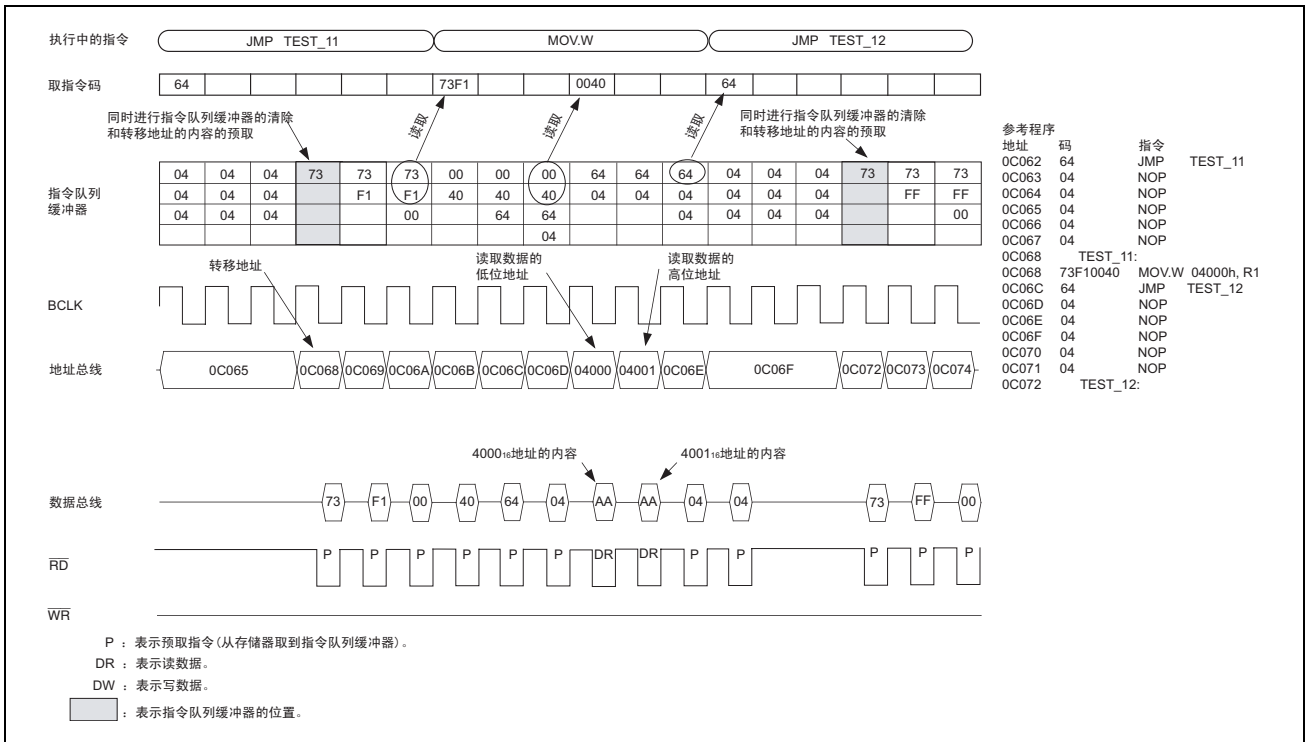 执行中的指令 JMP TEST_11 MOV.W JMP TEST_12
取指令码 64 73F1 0040 64
同时进行指令队列缓冲器的清除
和转移地址的内容的预取
读取 读取 读取
同时进行指令队列缓冲器的清除
和转移地址的内容的预取
指令队列
缓冲器
04 04 04 73 73 73 00 00 00 64 64 64 04 04 04 73 73 73
04 04 04 F1 F1 40 40 40 04 04 04 04 04 04 FF FF
04 04 04 00 64 64 04 04 04 04 00
04
转移地址
读取数据的
低位地址
读取数据的
高位地址
BCLK
地址总线 0C065 0C068 0C069 0C06A 0C06B 0C06C 0C06D 04000 04001 0C06E 0C06F 0C072 0C073 0C074
4000₁₆地址的内容 4001₁₆地址的内容
数据总线 73 F1 00 40 64 04 AA AA 04 04 73 FF 00
RD P P P P P P DR DR P P P P P
WR
P ：表示预取指令(从存储器取到指令队列缓冲器)。
DR ：表示读数据。
DW ：表示写数据。
：表示指令队列缓冲器的位置。
参考程序
地址 码 指令
0C062 64 JMP TEST_11
0C063 04 NOP
0C064 04 NOP
0C065 04 NOP
0C066 04 NOP
0C067 04 NOP
0C068 TEST_11:
0C068 73F10040 MOV.W 04000h, R1
0C06C 64 JMP TEST_12
0C06D 04 NOP
0C06E 04 NOP
0C06F 04 NOP
0C070 04 NOP
0C071 04 NOP
0C072 TEST_12: